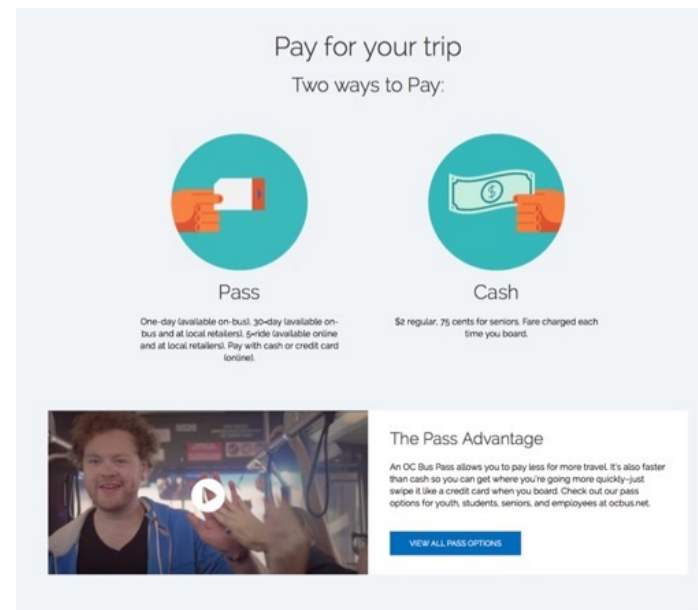 Pay for your trip
Two ways to Pay:
Pass
One-day (available on-bus), 30-day (available on-
bus and at local retailers), 5-ride (available online
and at local retailers). Pay with cash or credit card
(online).
Cash
$2 regular, 75 cents for seniors. Fare charged each
time you board.
The Pass Advantage
An OC Bus Pass allows you to pay less for more travel. It's also faster
than cash so you can get where you're going more quickly-just
swipe it like a credit card when you board. Check out our pass
options for youth, students, seniors, and employees at ocbus.net.
VIEW ALL PASS OPTIONS